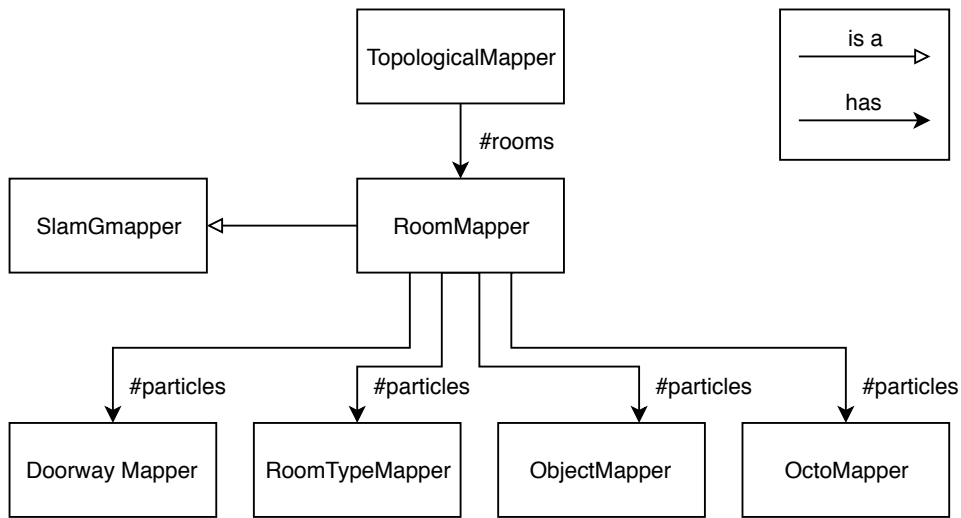 TopologicalMapper
is a
has
#rooms
SlamGmapper
RoomMapper
#particles
#particles
#particles
#particles
Doorway Mapper
RoomTypeMapper
ObjectMapper
OctoMapper